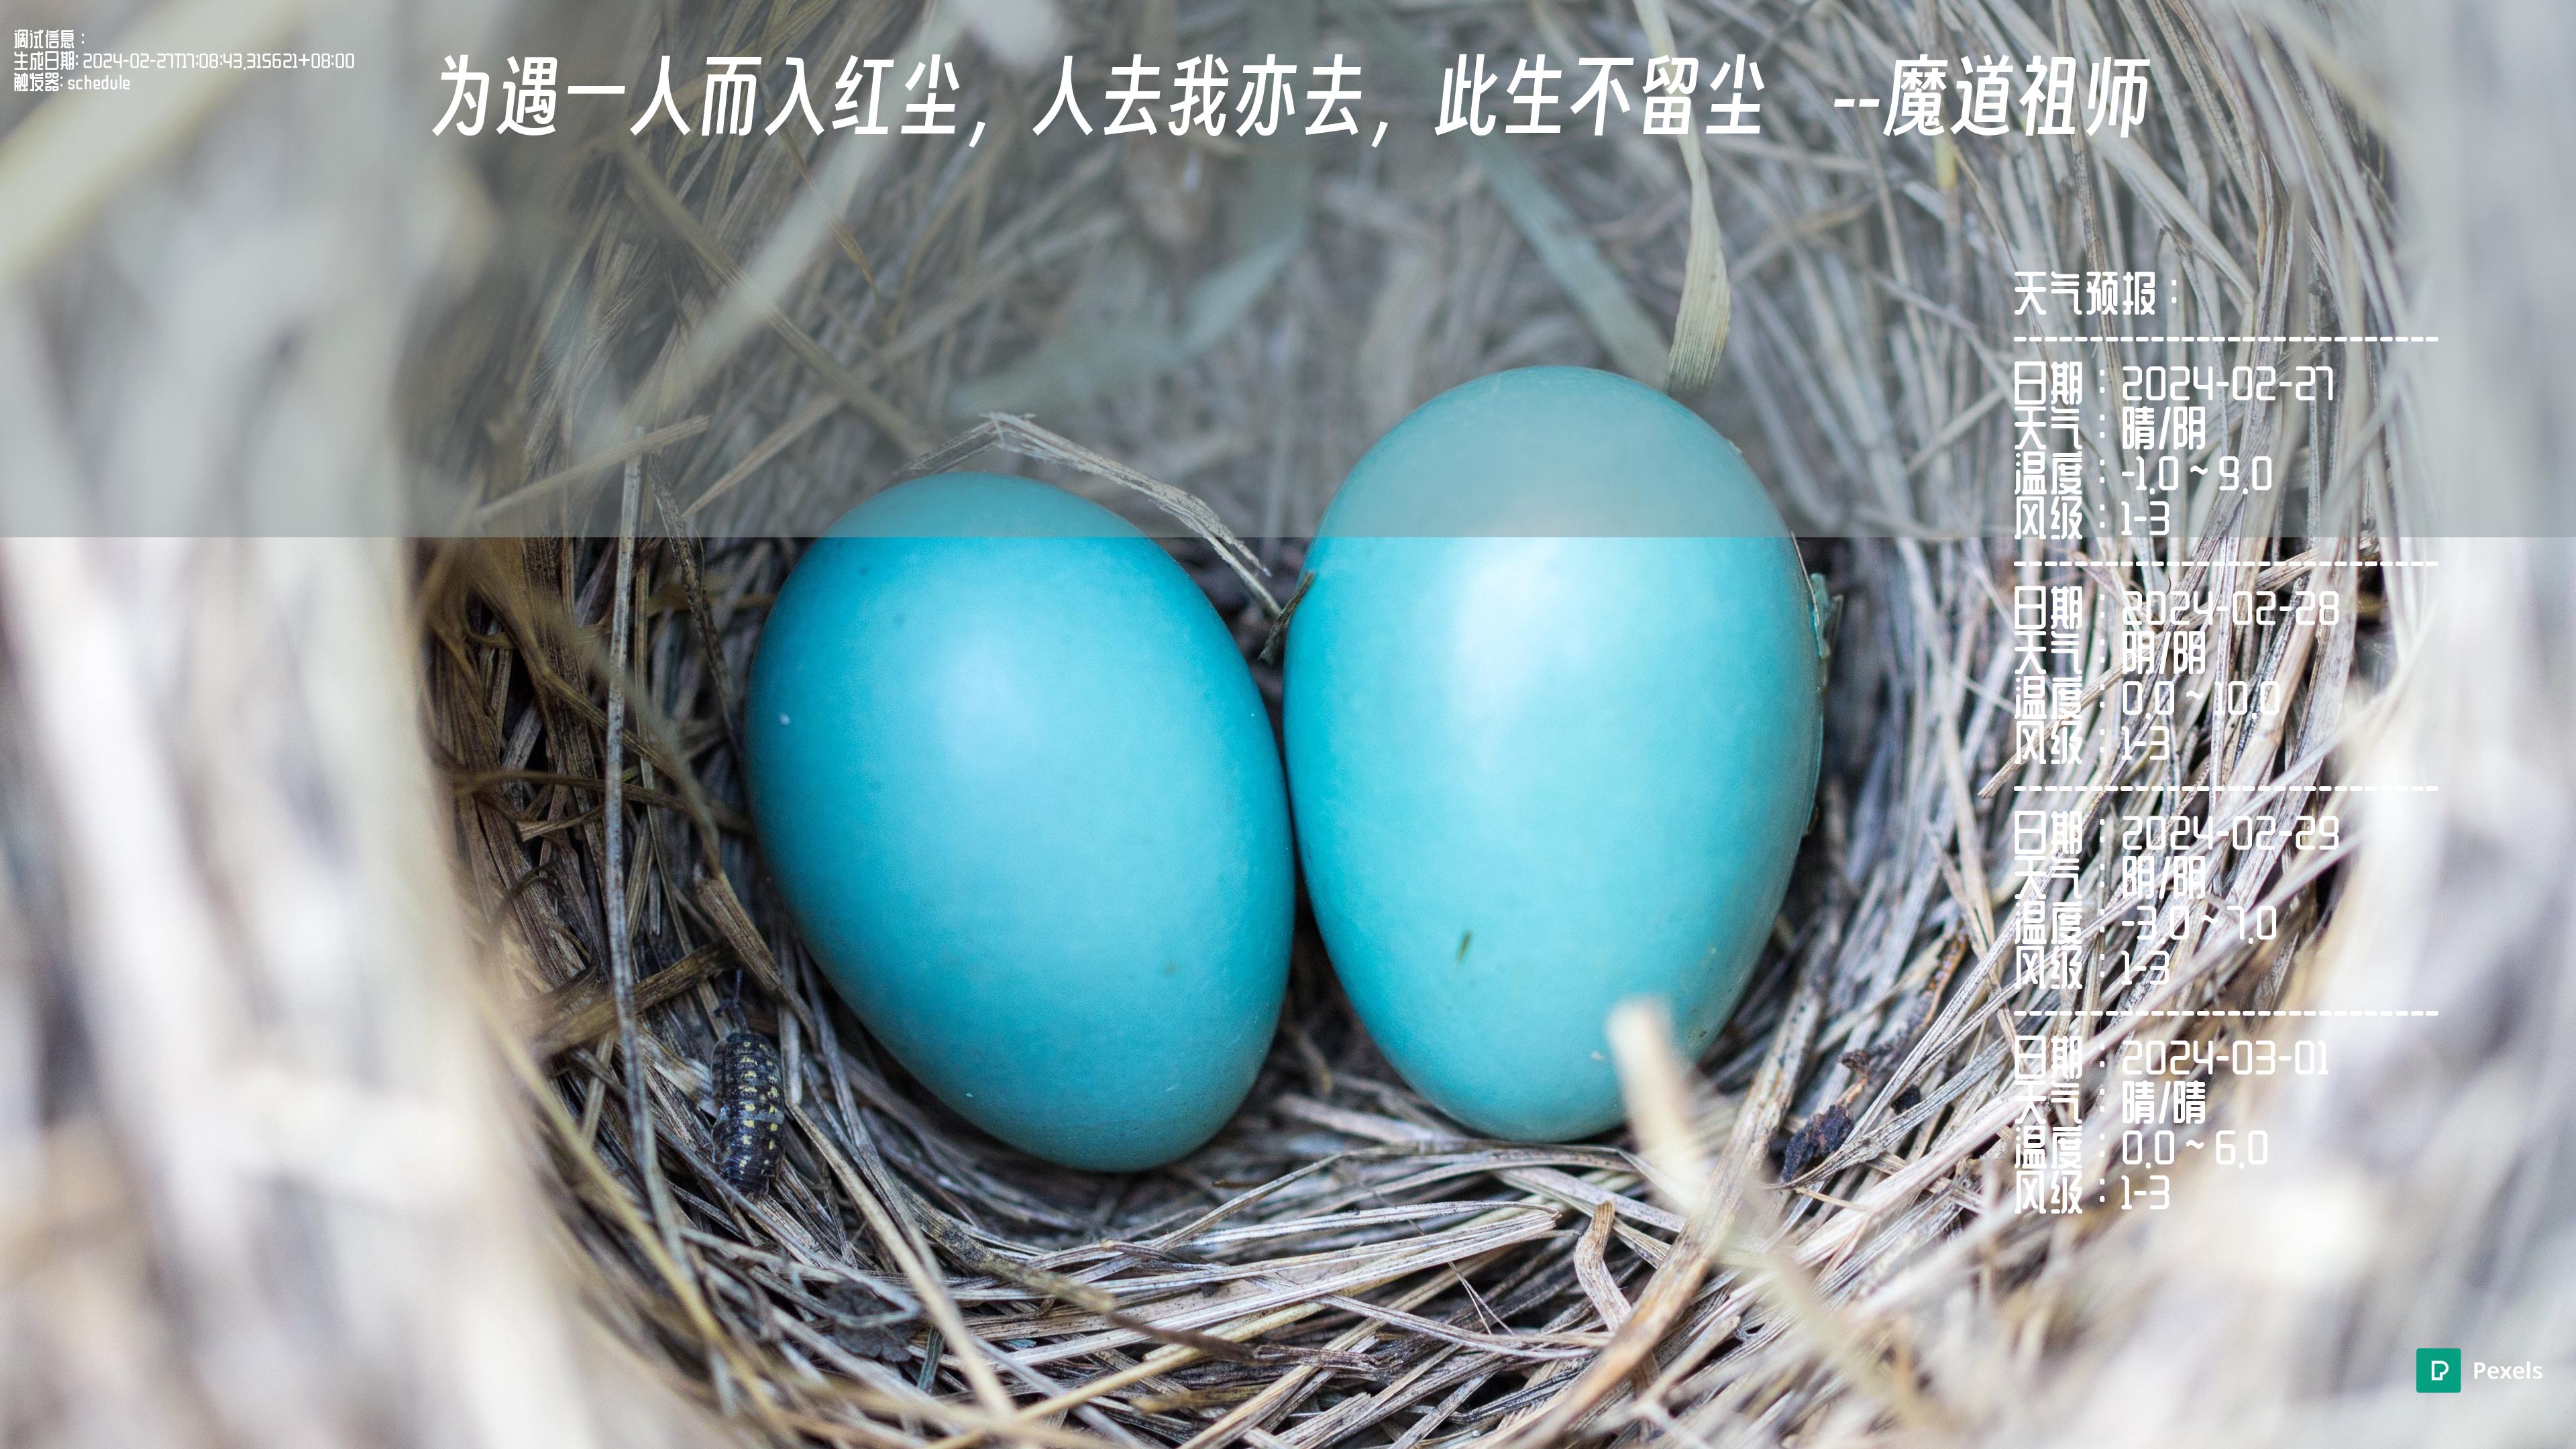 调试信息：
生成日期: 2024-02-27T17:08:43.315621+08:00
触发器: schedule
为遇一人而入红尘，人去我亦去，此生不留尘 --魔道祖师
天气预报：
----------------------------
日期：2024-02-27
天气：晴/阴
温度：-1.0 ~ 9.0
风级：1-3
----------------------------
日期：2024-02-28
天气：阴/阴
温度：0.0 ~ 10.0
风级：1-3
----------------------------
日期：2024-02-29
天气：阴/阴
温度：-3.0 ~ 7.0
风级：1-3
----------------------------
日期：2024-03-01
天气：晴/晴
温度：0.0 ~ 6.0
风级：1-3
Pexels